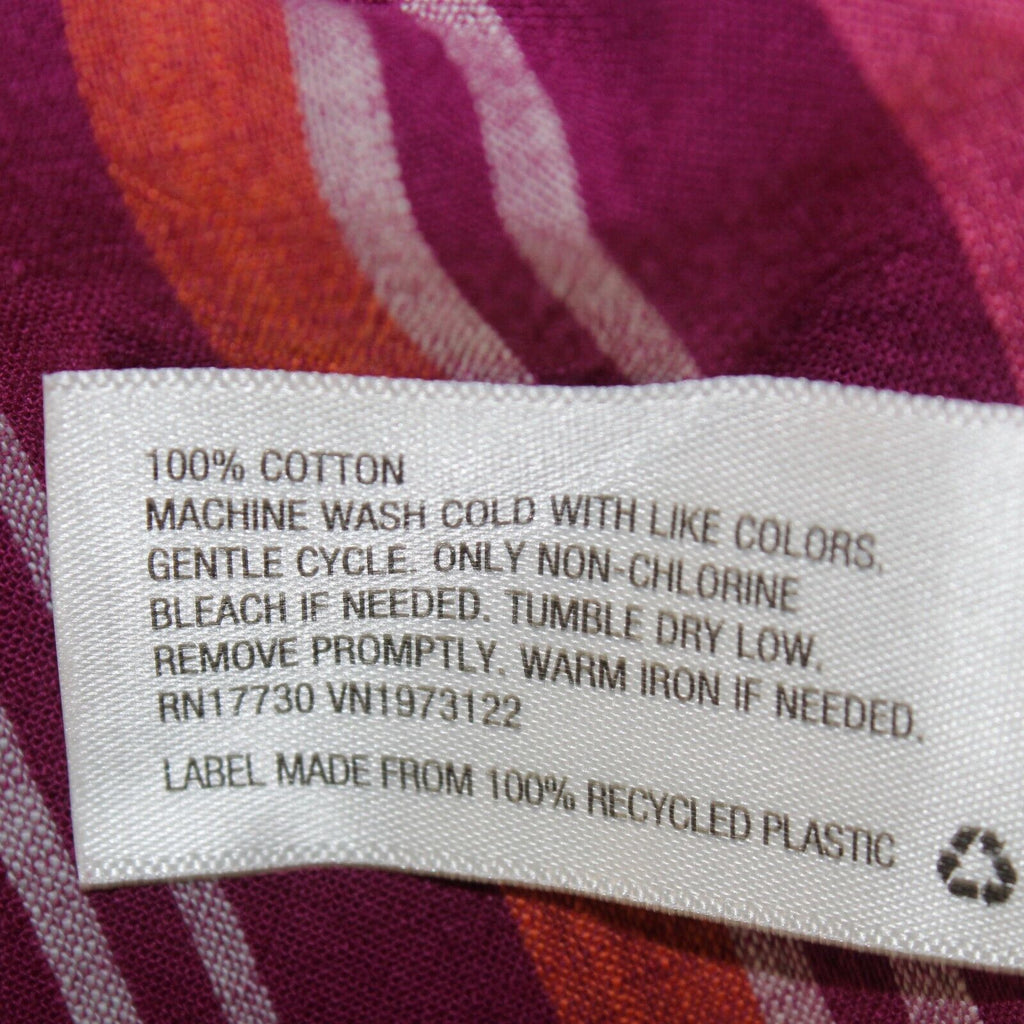 100% COTTON
MACHINE WASH COLD WITH LIKE COLORS.
GENTLE CYCLE. ONLY NON-CHLORINE
BLEACH IF NEEDED. TUMBLE DRY LOW.
REMOVE PROMPTLY. WARM IRON IF NEEDED.
RN17730 VN1973122
LABEL MADE FROM 100% RECYCLED PLASTIC